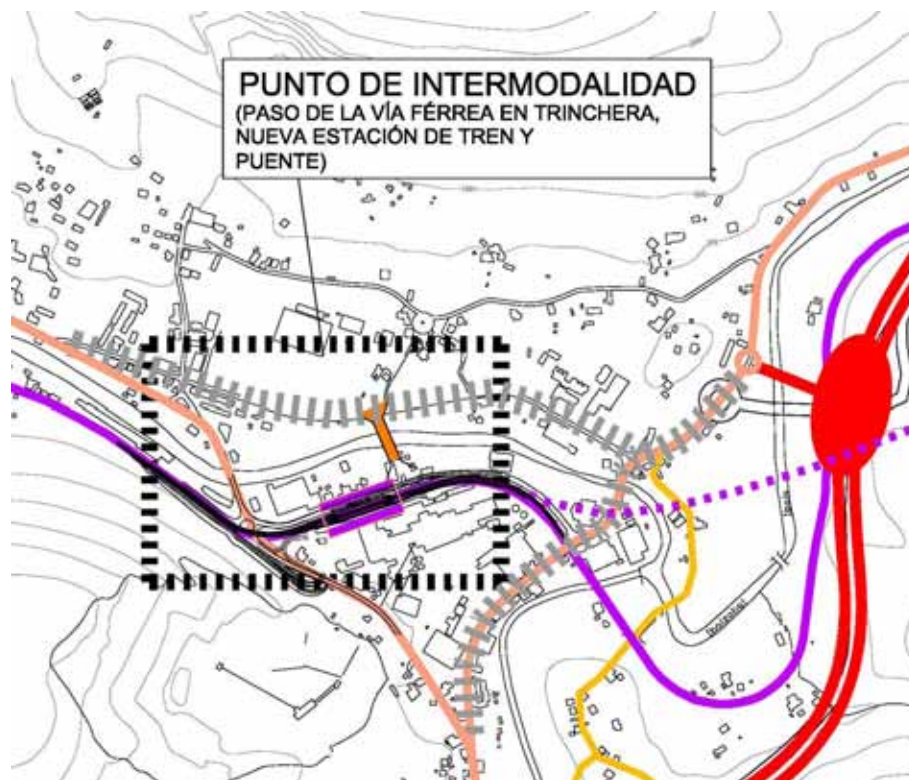 PUNTO DE INTERMODALIDAD
(PASO DE LA VÍA FÉRREA EN TRINCHERA,
NUEVA ESTACIÓN DE TREN Y
PUENTE)